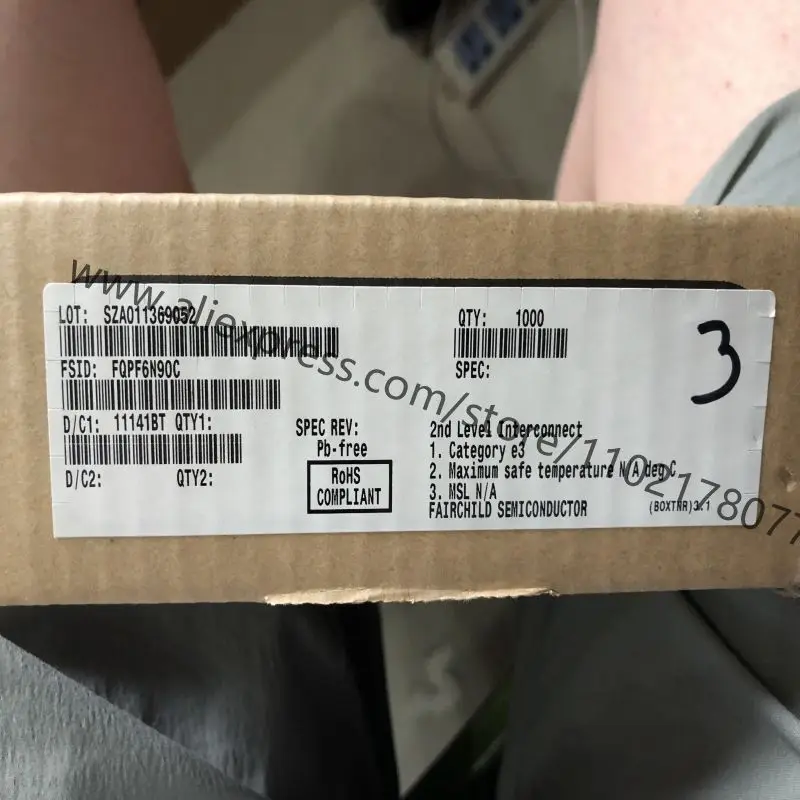 LOT: SZA011369052
QTY: 1000
FSID: FQPF6N90C
SPEC:
D/C1: 11141BT QTY1:
SPEC REV:
D/C2: QTY2:
Pb-free
RoHS
COMPLIANT
2nd Level Interconnect
1. Category e3
2. Maximum safe temperature N/A deg C
3. MSL N/A
FAIRCHILD SEMICONDUCTOR
(BOXTNR)3.1
3
www.aliexpress.com/store/1102178077